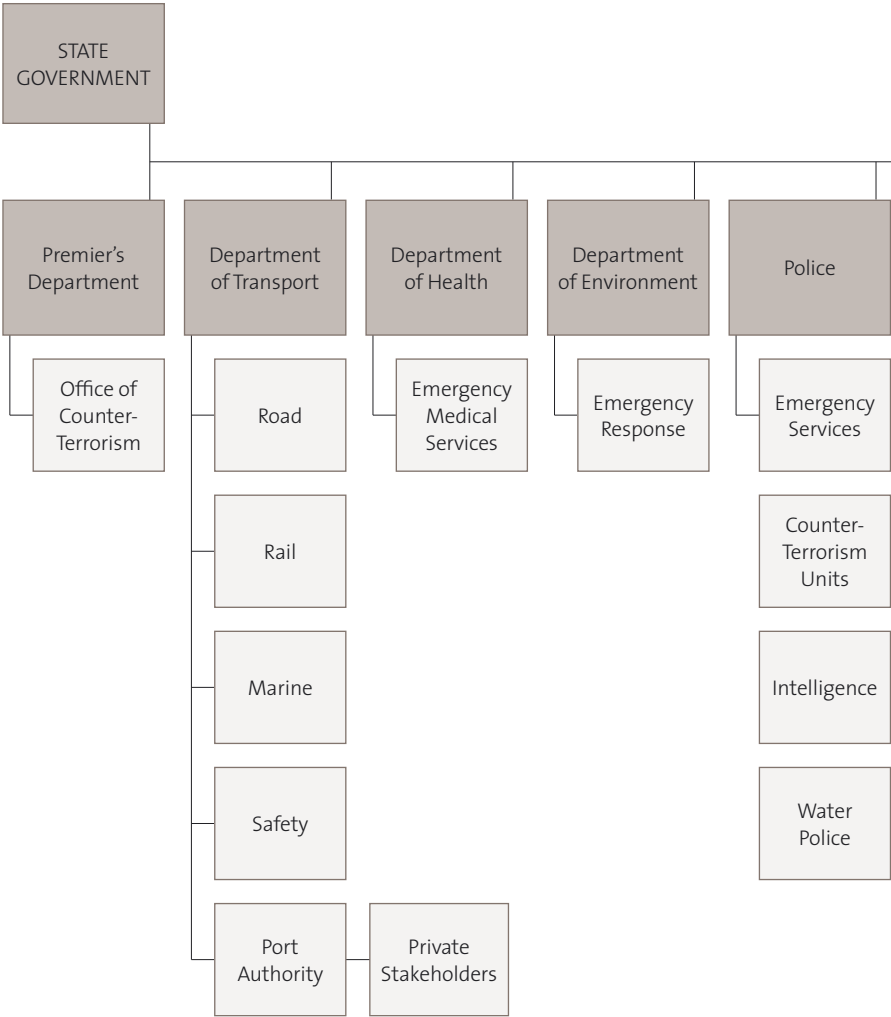 STATE
GOVERNMENT
Premier’s
Department
Department
of Transport
Department
of Health
Department
of Environment
Police
Office of
Counter-
Terrorism
Road
Emergency
Medical
Services
Emergency
Response
Emergency
Services
Rail
Counter-
Terrorism
Units
Marine
Intelligence
Safety
Water
Police
Port
Authority
Private
Stakeholders